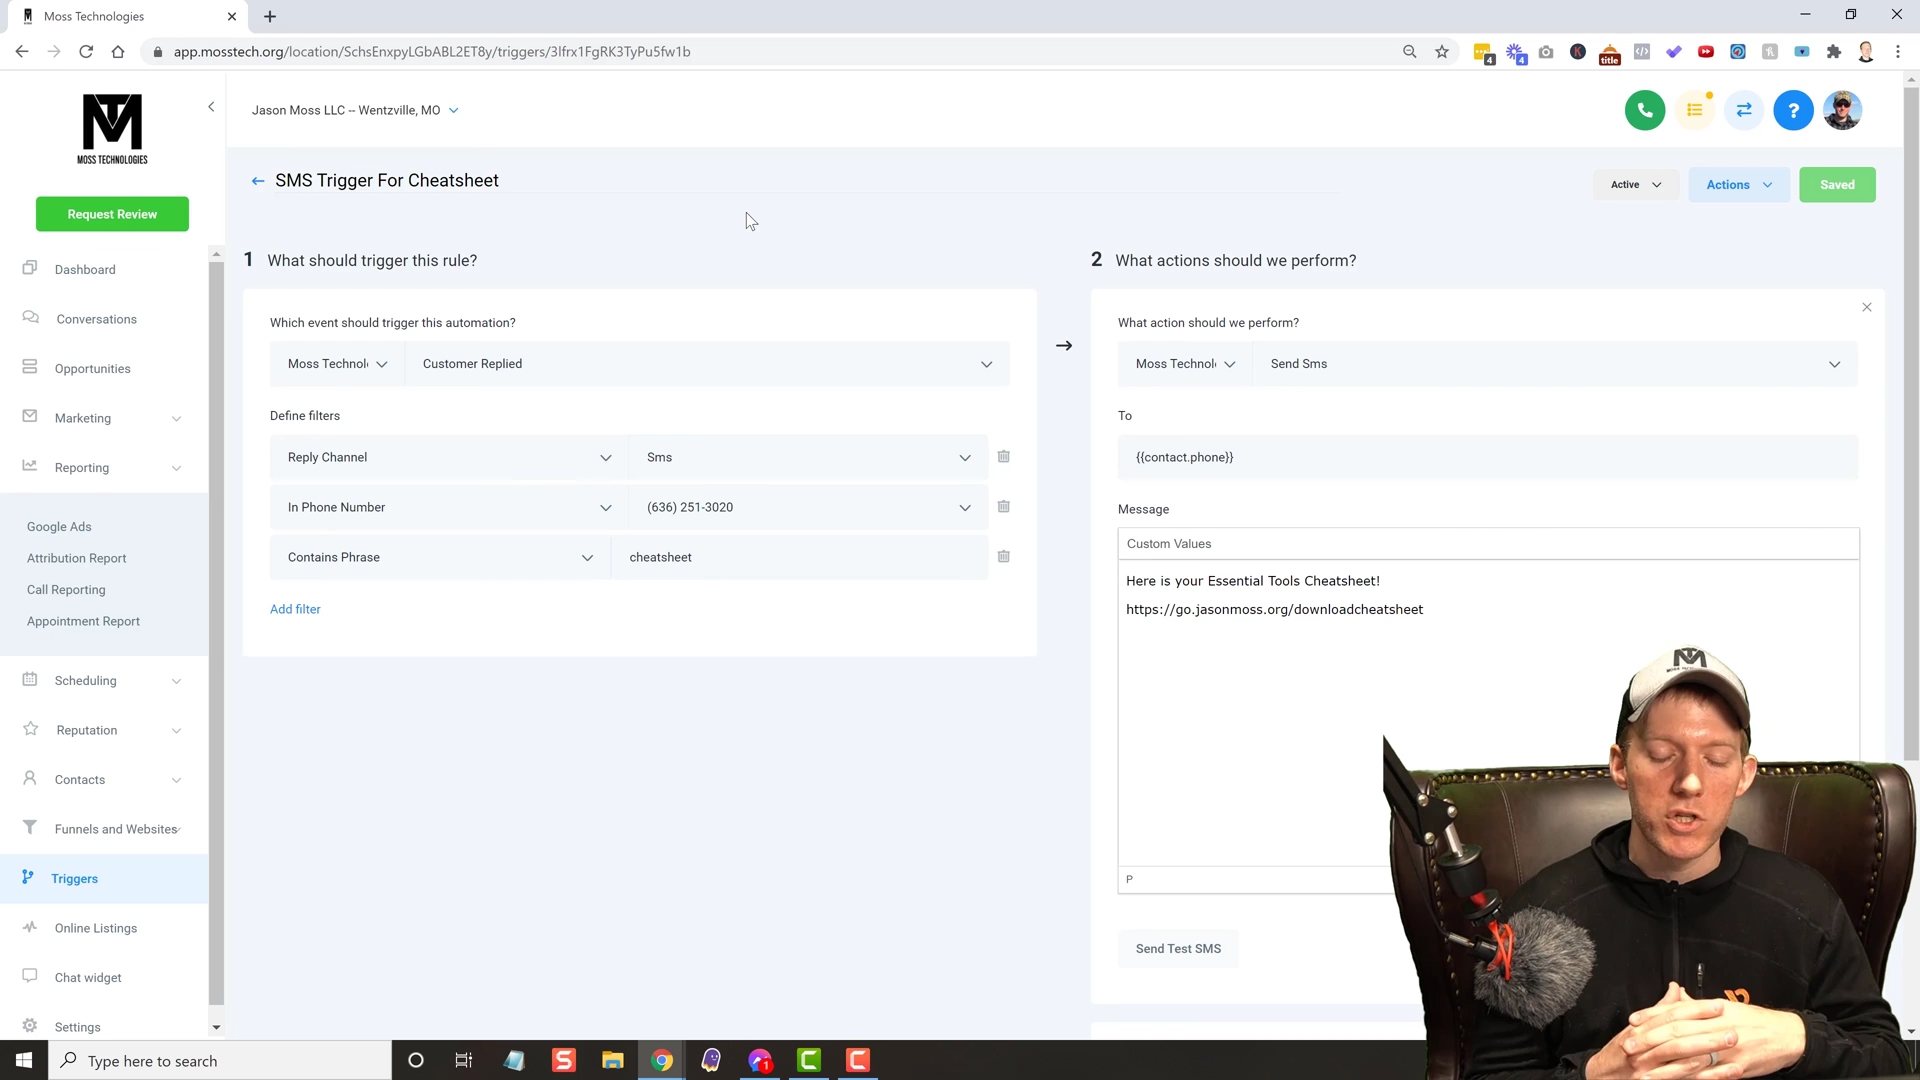 Moss Technologies
app.mosstech.org/location/SchsEnxpyLGbABL2ET8y/triggers/3lfrx1FgRK3TyPu5fw1b
4
4
title
MOSS TECHNOLOGIES
Jason Moss LLC -- Wentzville, MO
?
Request Review
SMS Trigger For Cheatsheet
Active
Actions
Saved
Dashboard
Conversations
Opportunities
Marketing
Reporting
Google Ads
Attribution Report
Call Reporting
Appointment Report
Scheduling
Reputation
Contacts
Funnels and Websites
Triggers
Online Listings
Chat widget
Settings
1 What should trigger this rule?
Which event should trigger this automation?
Moss Technol
Customer Replied
Define filters
Reply Channel
Sms
In Phone Number
(636) 251-3020
Contains Phrase
cheatsheet
Add filter
2 What actions should we perform?
What action should we perform?
Moss Technol
Send Sms
To
{{contact.phone}}
Message
Custom Values
Here is your Essential Tools Cheatsheet!
https://go.jasonmoss.org/downloadcheatsheet
P
Send Test SMS
Type here to search
1